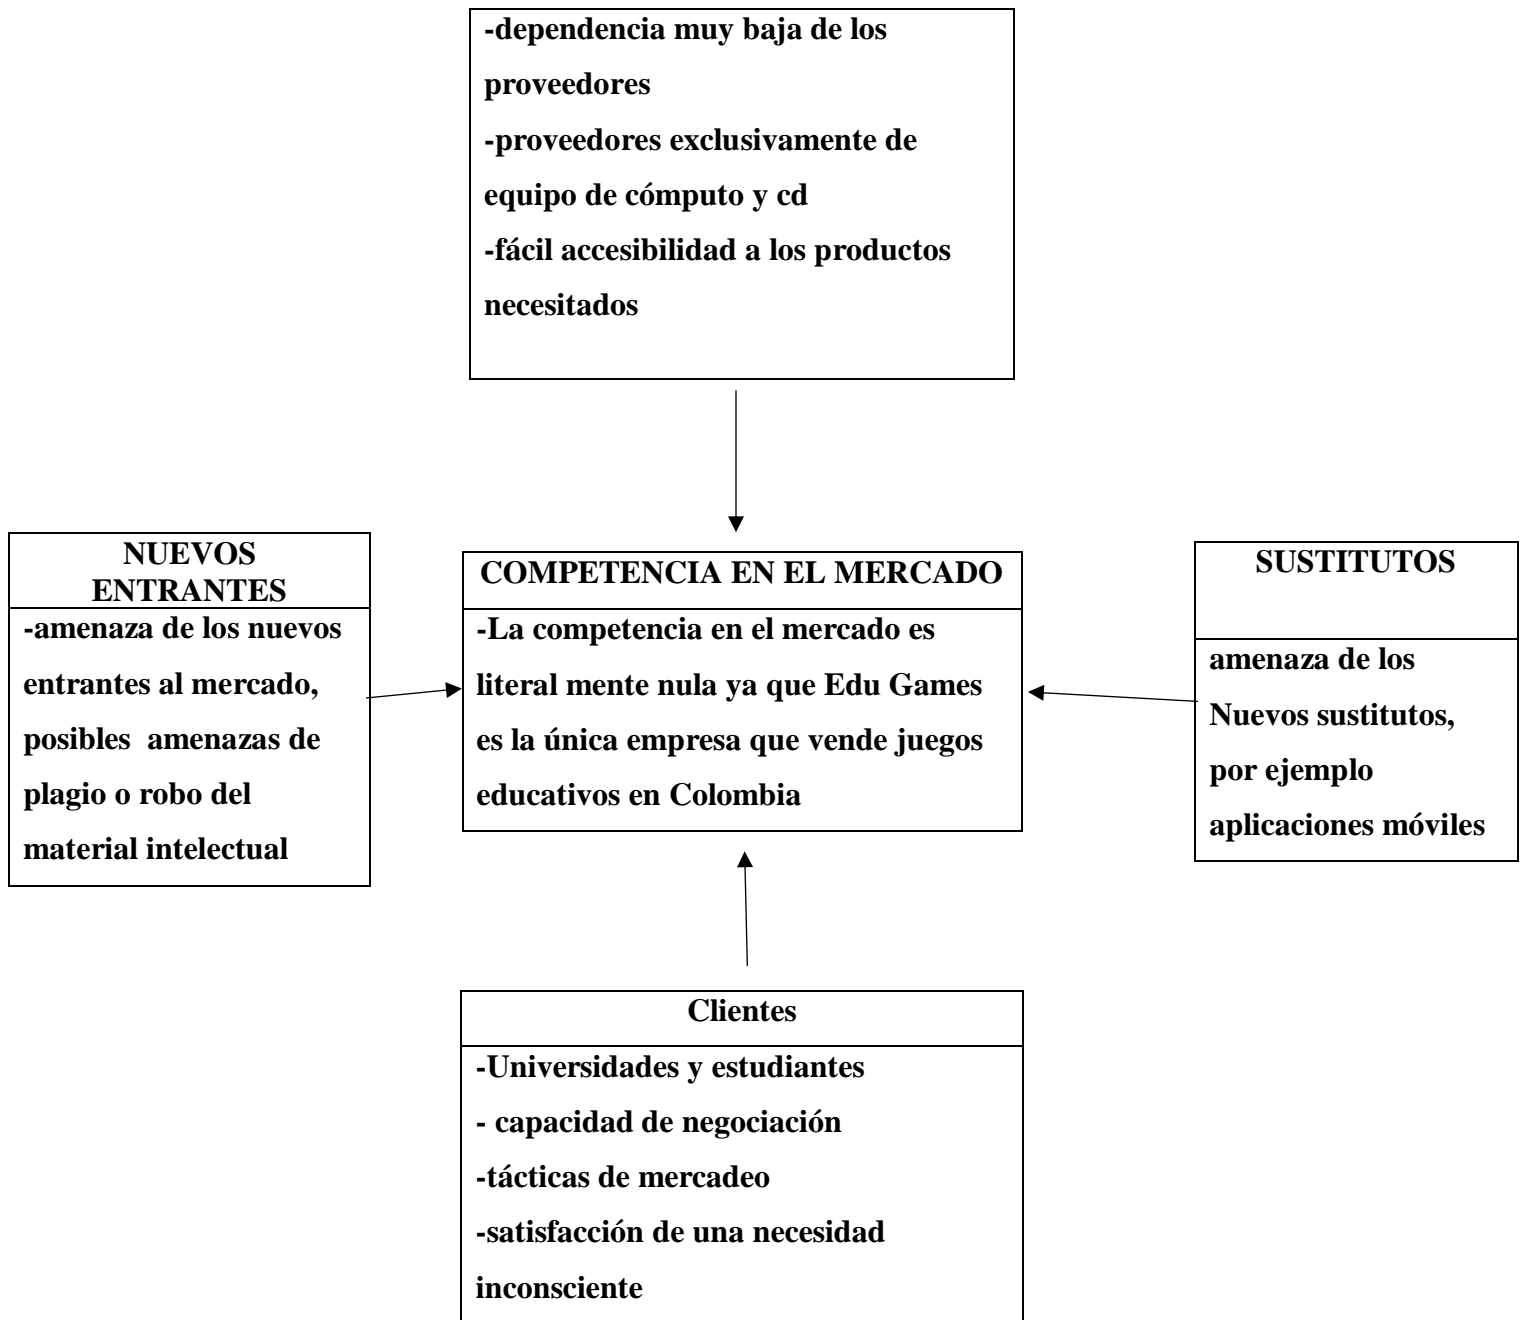 -dependencia muy baja de los
proveedores
-proveedores exclusivamente de
equipo de cómputo y cd
-fácil accesibilidad a los productos
necesitados
NUEVOS
ENTRANTES
-amenaza de los nuevos
entrantes al mercado,
posibles  amenazas de
plagio o robo del
material intelectual
COMPETENCIA EN EL MERCADO
-La competencia en el mercado es
literal mente nula ya que Edu Games
es la única empresa que vende juegos
educativos en Colombia
SUSTITUTOS
amenaza de los
Nuevos sustitutos,
por ejemplo
aplicaciones móviles
Clientes
-Universidades y estudiantes
- capacidad de negociación
-tácticas de mercadeo
-satisfacción de una necesidad
inconsciente